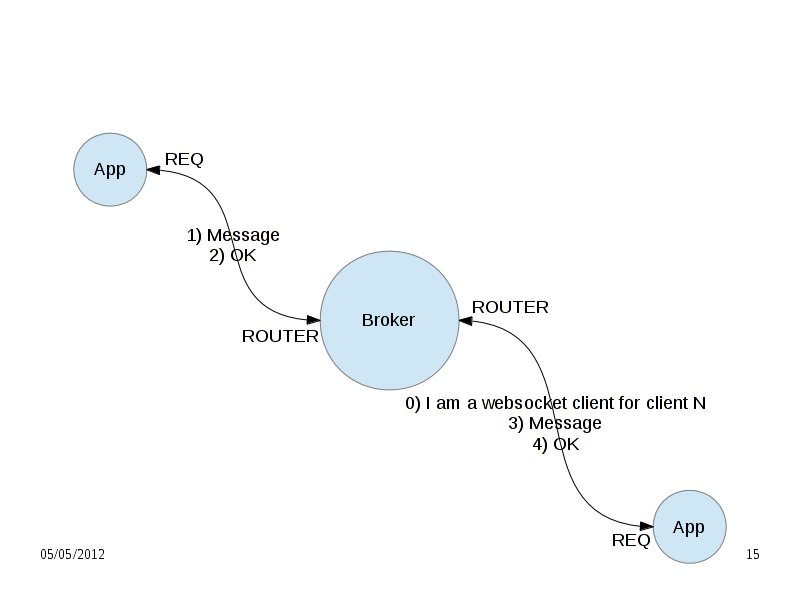 App
REQ
1) Message
2) OK
ROUTER
Broker
ROUTER
0) I am a websocket client for client N
3) Message
4) OK
App
REQ
05/05/2012
15